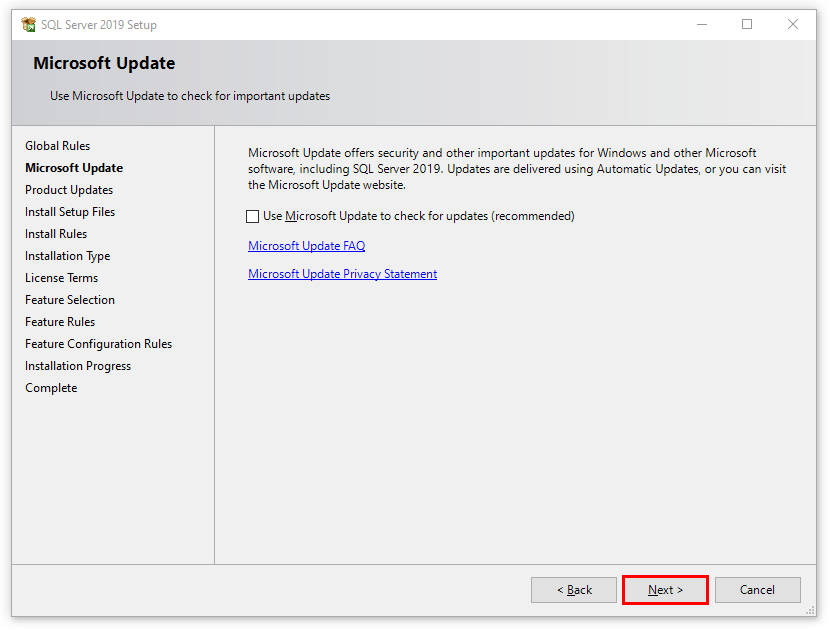 SQL Server 2019 Setup
Microsoft Update
Use Microsoft Update to check for important updates
Global Rules
Microsoft Update
Product Updates
Install Setup Files
Install Rules
Installation Type
License Terms
Feature Selection
Feature Rules
Feature Configuration Rules
Installation Progress
Complete
Microsoft Update offers security and other important updates for Windows and other Microsoft
software, including SQL Server 2019. Updates are delivered using Automatic Updates, or you can visit
the Microsoft Update website.
Use Microsoft Update to check for updates (recommended)
Microsoft Update FAQ
Microsoft Update Privacy Statement
< Back
Next >
Cancel